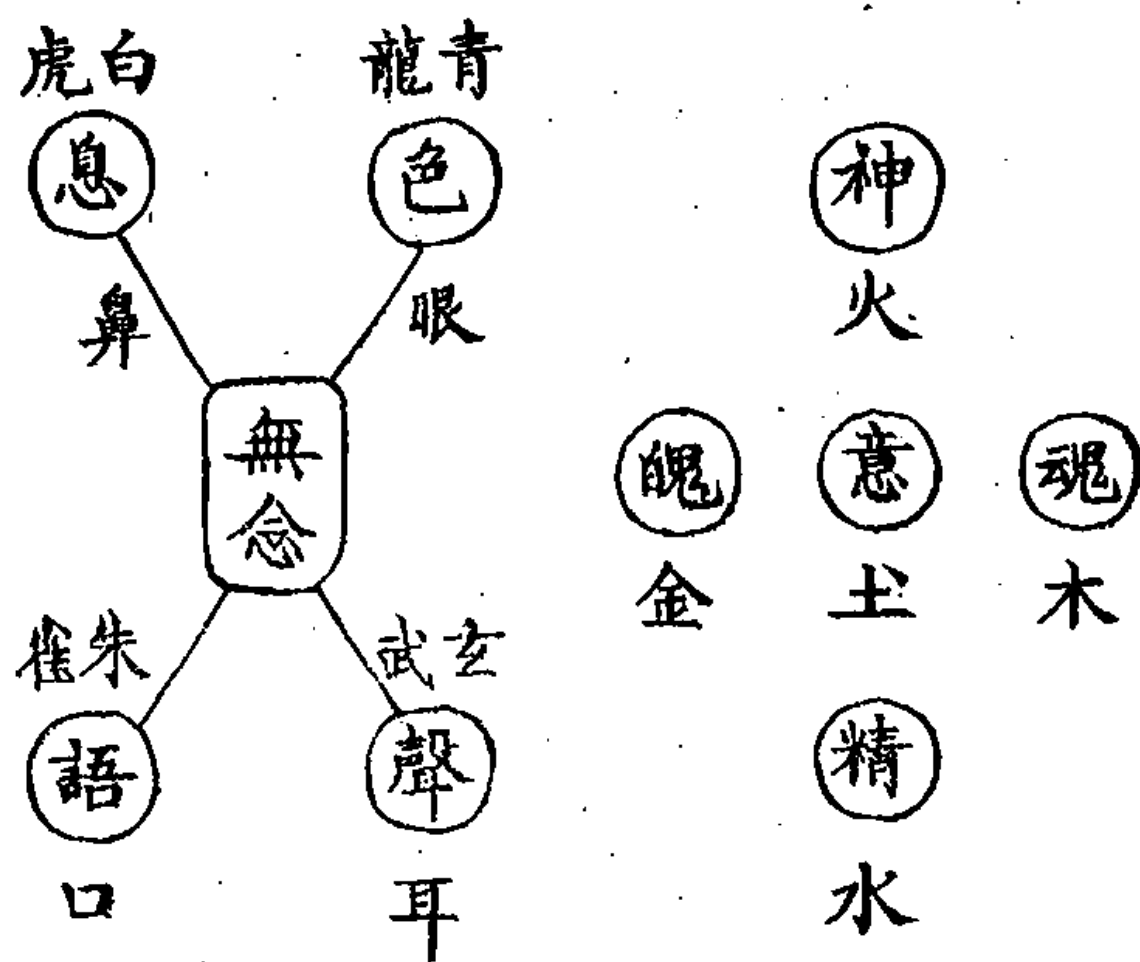 神
火
魂
意
魄
木
土
金
精
水
青龍
白虎
色
息
眼
鼻
無念
玄武
朱雀
聲
語
耳
口